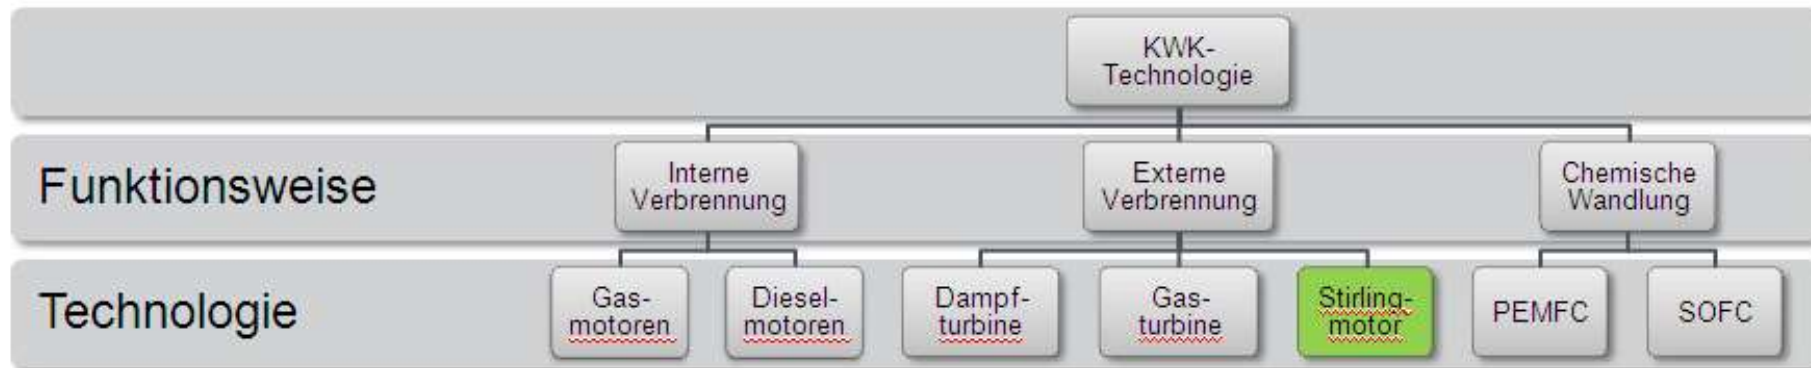 KWK-
Technologie
Funktionsweise
Interne
Verbrennung
Externe
Verbrennung
Chemische
Wandlung
Technologie
Gas-
motoren
Diesel-
motoren
Dampf-
turbine
Gas-
turbine
Stirling-
motor
PEMFC
SOFC